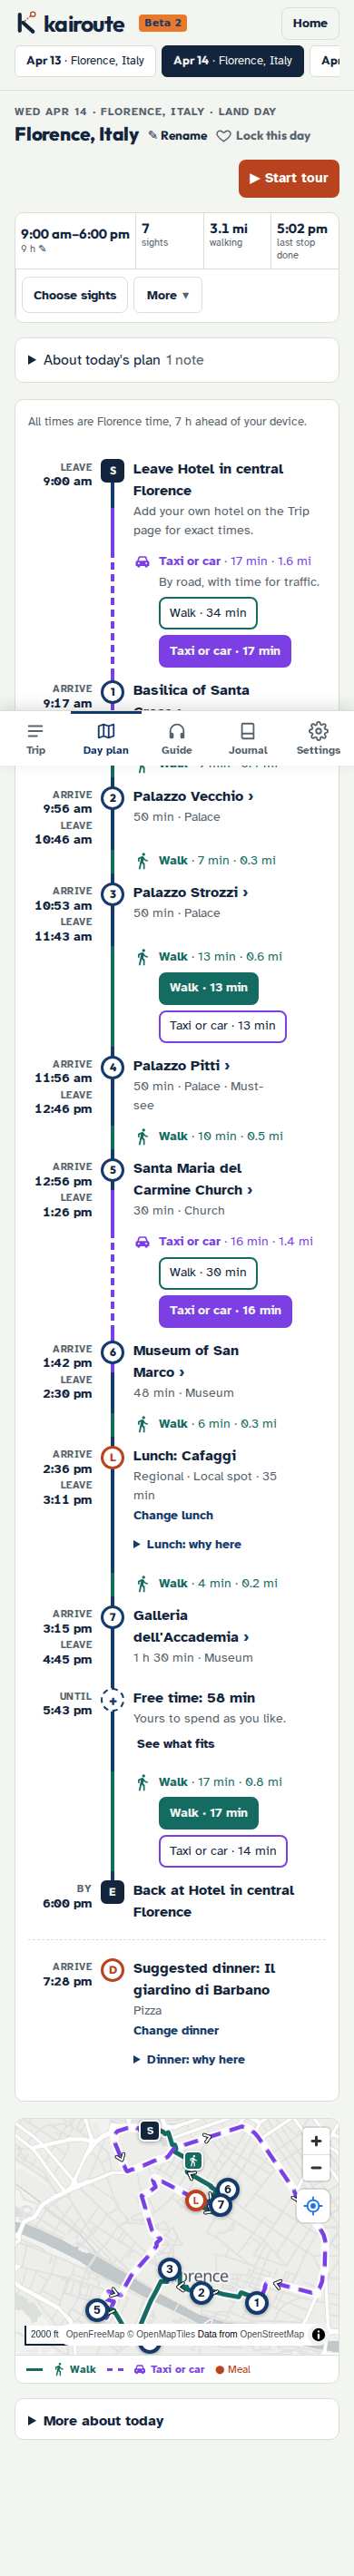 kairoute
Beta 2
Home
Apr 13 · Florence, Italy
Apr 14 · Florence, Italy
WED APR 14 · FLORENCE, ITALY · LAND DAY
Florence, Italy
Rename
Lock this day
Start tour
9:00 am–6:00 pm
9 h
7
sights
3.1 mi
walking
5:02 pm
last stop
done
Choose sights
More
About today's plan 1 note
All times are Florence time, 7 h ahead of your device.
LEAVE
9:00 am
S
Leave Hotel in central
Florence
Add your own hotel on the Trip
page for exact times.
Taxi or car · 17 min · 1.6 mi
By road, with time for traffic.
Walk · 34 min
Taxi or car · 17 min
ARRIVE
9:17 am
1
Basilica of Santa
Trip
Day plan
Guide
Journal
Settings
ARRIVE
9:56 am
LEAVE
10:46 am
2
Palazzo Vecchio ›
50 min · Palace
Walk · 7 min · 0.3 mi
ARRIVE
10:53 am
LEAVE
11:43 am
3
Palazzo Strozzi ›
50 min · Palace
Walk · 13 min · 0.6 mi
Walk · 13 min
Taxi or car · 13 min
ARRIVE
11:56 am
LEAVE
12:46 pm
4
Palazzo Pitti ›
50 min · Palace · Must-
see
Walk · 10 min · 0.5 mi
ARRIVE
12:56 pm
LEAVE
1:26 pm
5
Santa Maria del
Carmine Church ›
30 min · Church
Taxi or car · 16 min · 1.4 mi
Walk · 30 min
Taxi or car · 16 min
ARRIVE
1:42 pm
LEAVE
2:30 pm
6
Museum of San
Marco ›
48 min · Museum
Walk · 6 min · 0.3 mi
ARRIVE
2:36 pm
LEAVE
3:11 pm
L
Lunch: Cafaggi
Regional · Local spot · 35
min
Change lunch
Lunch: why here
Walk · 4 min · 0.2 mi
ARRIVE
3:15 pm
LEAVE
4:45 pm
7
Galleria
dell'Accademia ›
1 h 30 min · Museum
UNTIL
5:43 pm
+
Free time: 58 min
Yours to spend as you like.
See what fits
Walk · 17 min · 0.8 mi
Walk · 17 min
Taxi or car · 14 min
BY
6:00 pm
E
Back at Hotel in central
Florence
ARRIVE
7:28 pm
D
Suggested dinner: Il
giardino di Barbano
Pizza
Change dinner
Dinner: why here
S
+
−
6
L
7
3
2
1
5
2000 ft
OpenFreeMap © OpenMapTiles Data from OpenStreetMap
Walk
Taxi or car
Meal
More about today